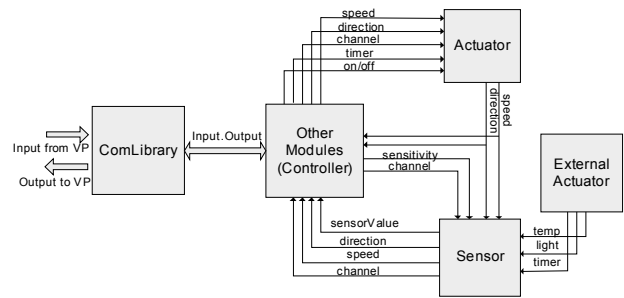 speed
direction
channel
timer
on/off
Actuator
direction
speed
Input from VP
Output to VP
ComLibrary
Input.Output
Other
Modules
(Controller)
sensitivity
channel
External
Actuator
sensorValue
direction
speed
channel
Sensor
temp
light
timer